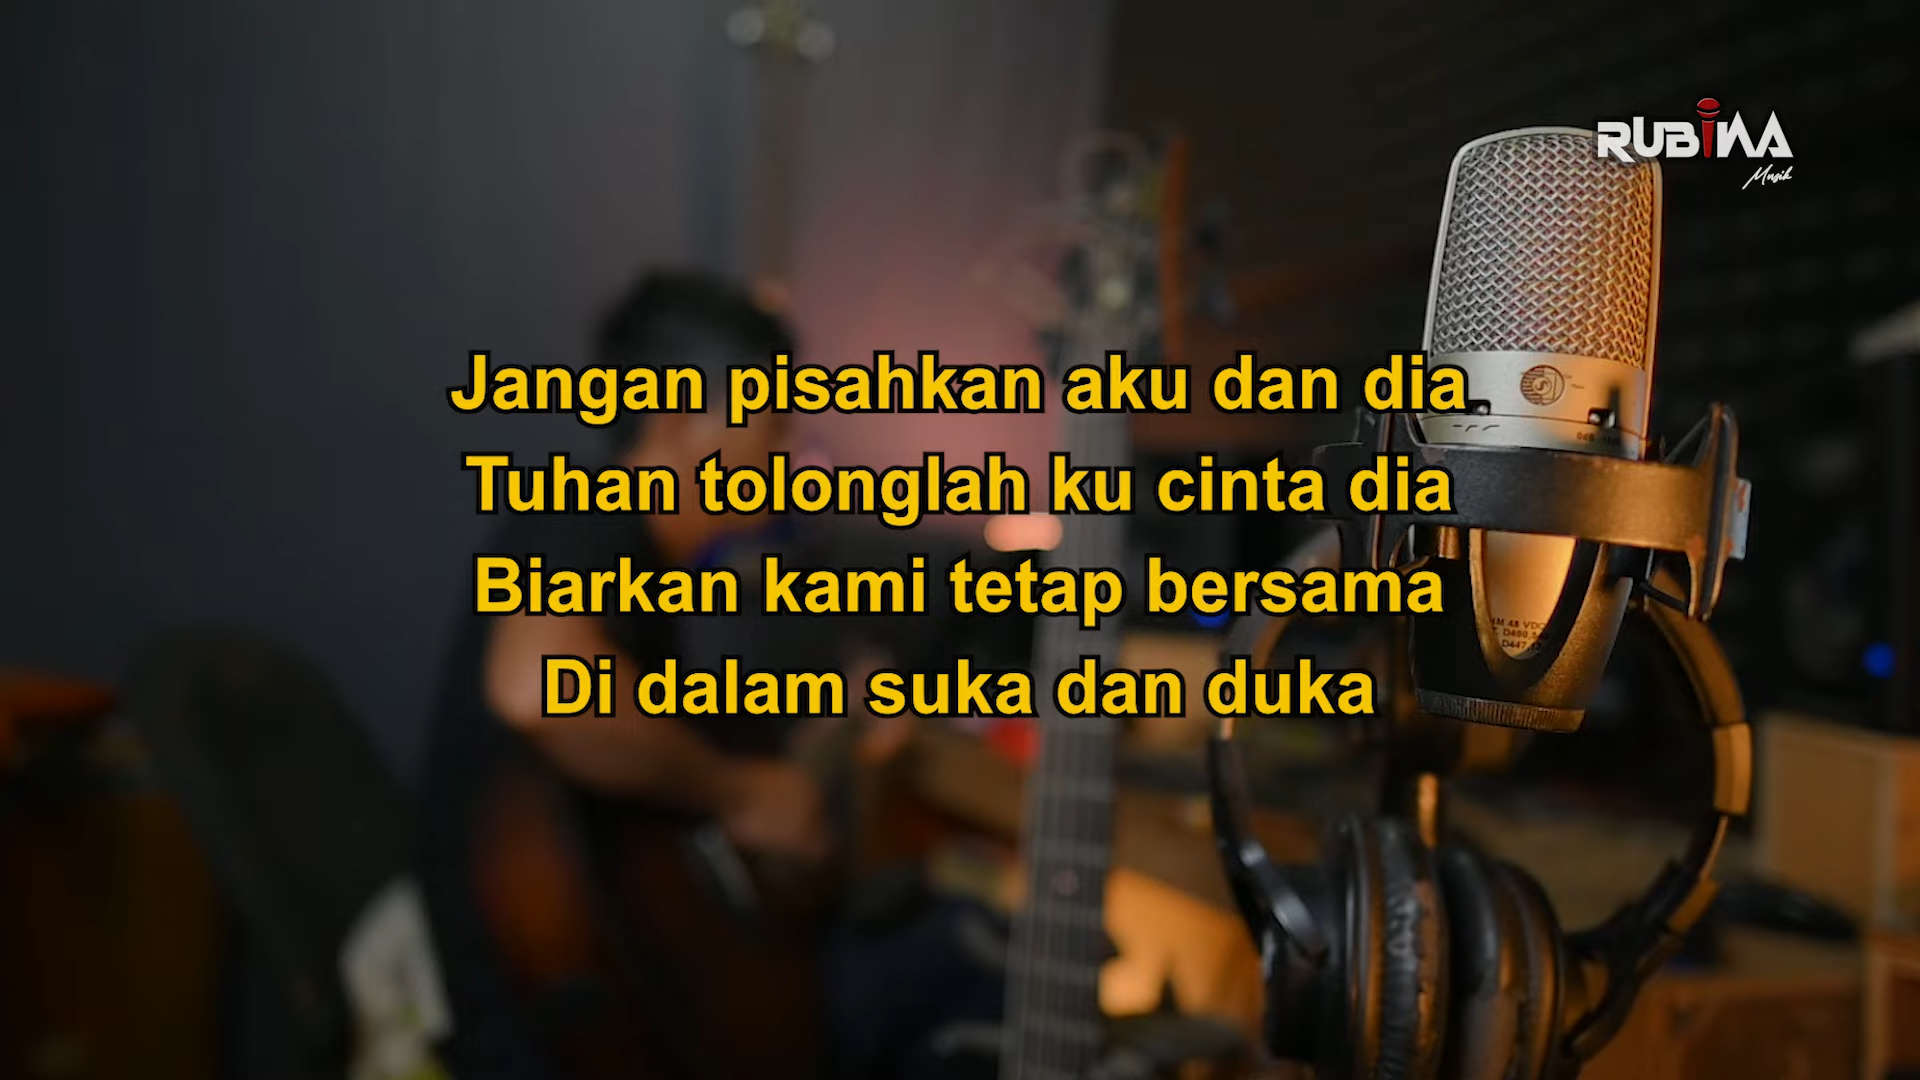 RUBINA
Musik
Jangan pisahkan aku dan dia
Tuhan tolonglah ku cinta dia
Biarkan kami tetap bersama
Di dalam suka dan duka